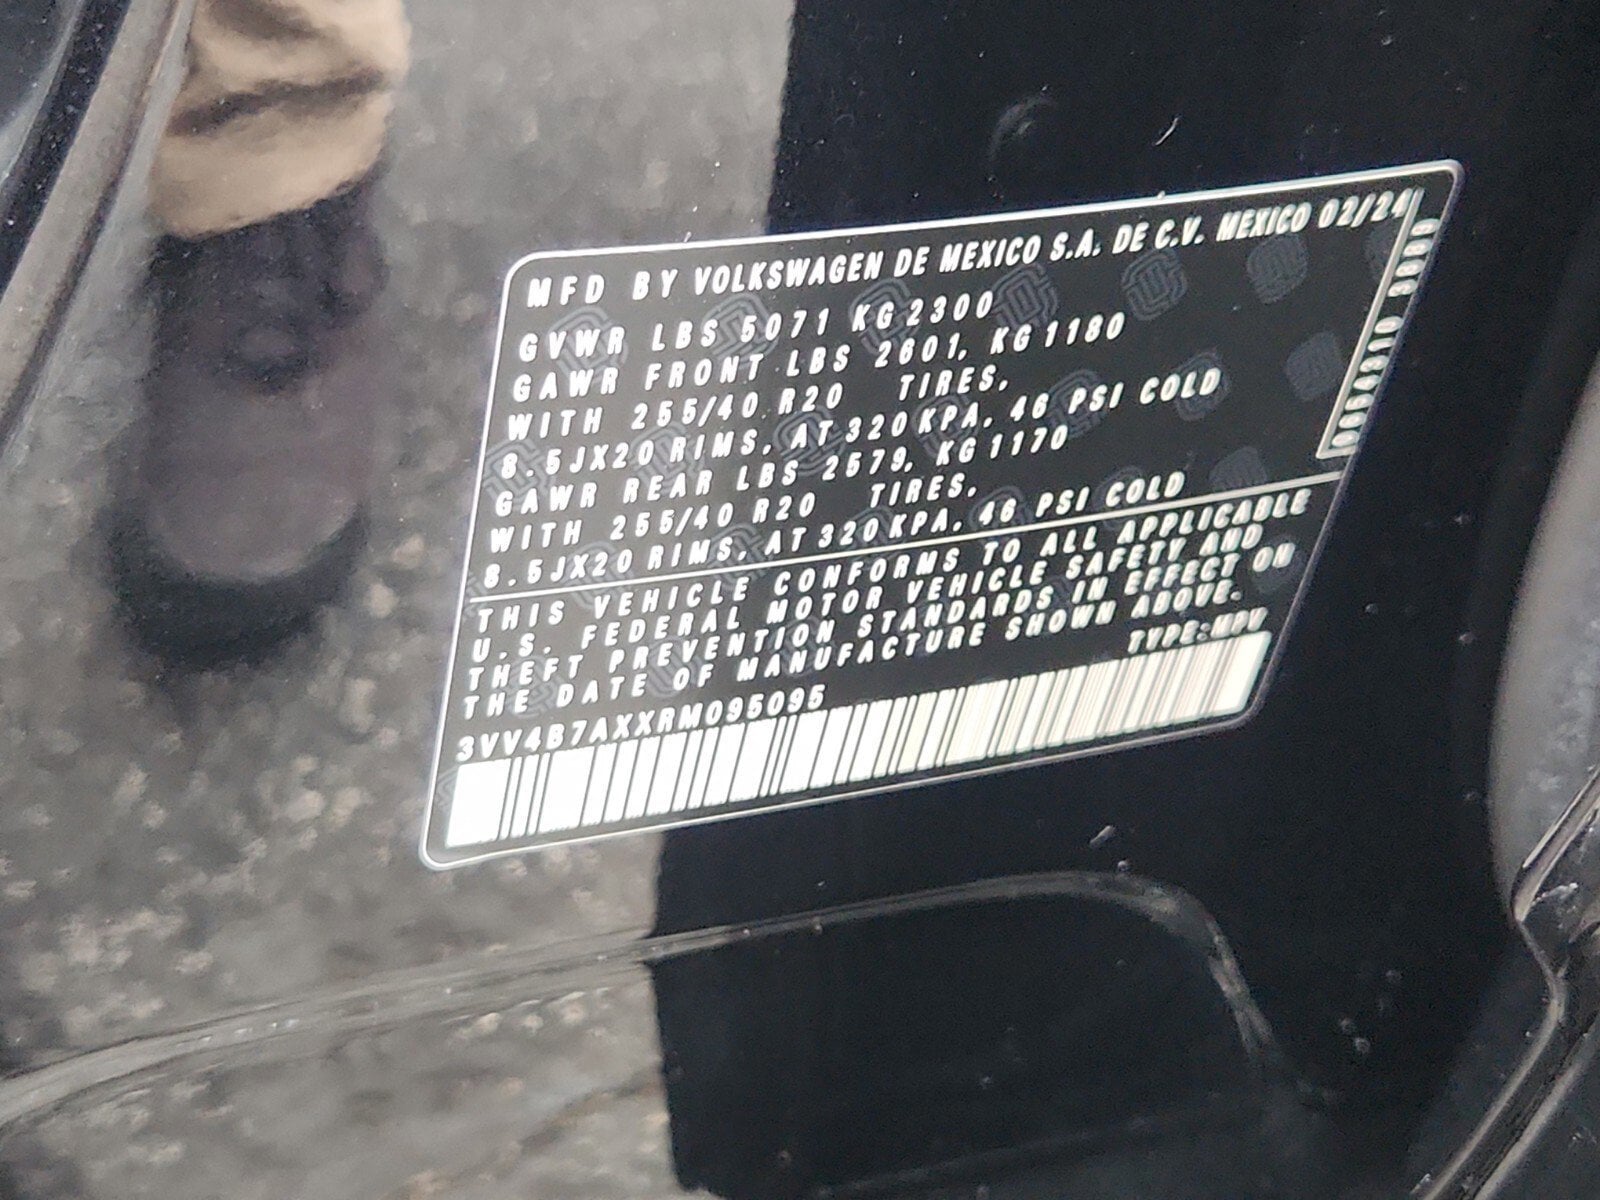 MFD BY VOLKSWAGEN DE MEXICO S.A. DE C.V. MEXICO 02/24
GVWR LBS 5071 KG 2300
GAWR FRONT LBS 2601, KG 1180
WITH 255/40 R20 TIRES,
8.5JX20 RIMS, AT 320 KPA, 46 PSI COLD
GAWR REAR LBS 2579, KG 1170
WITH 255/40 R20 TIRES,
8.5JX20 RIMS, AT 320 KPA, 46 PSI COLD
THIS VEHICLE CONFORMS TO ALL APPLICABLE
U.S. FEDERAL MOTOR VEHICLE SAFETY AND
THEFT PREVENTION STANDARDS IN EFFECT ON
THE DATE OF MANUFACTURE SHOWN ABOVE.
TYPE:MPV
3VV4B7AXXRM095095